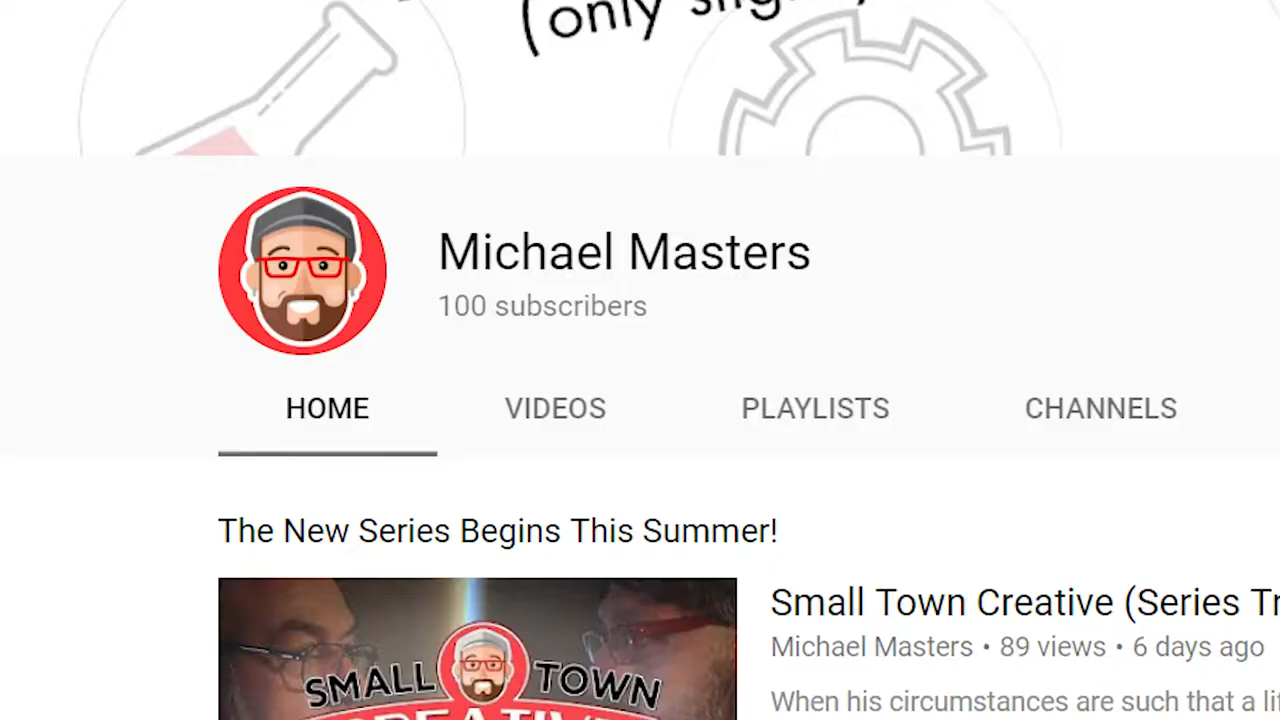 (only
Michael Masters
100 subscribers
HOME VIDEOS PLAYLISTS CHANNELS
The New Series Begins This Summer!
Small Town Creative (Series
Michael Masters • 89 views • 6 days ago
When his circumstances are such that a
SMALL TOWN